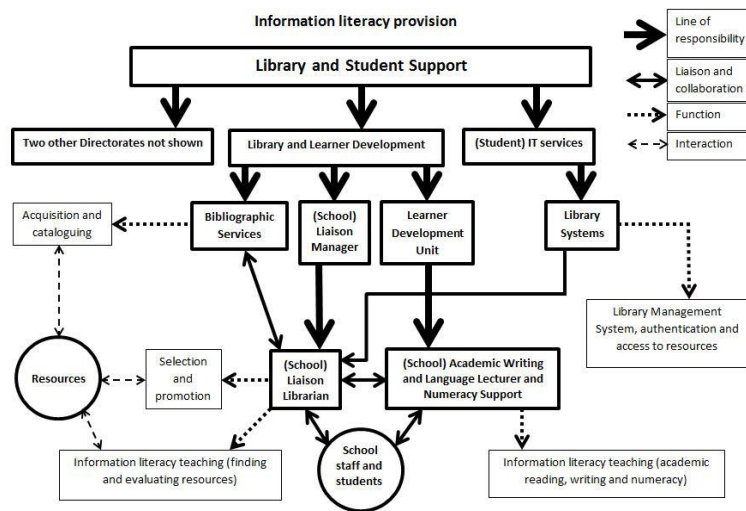 Information literacy provision
Line of
responsibility
Library and Student Support
Liaison and
collaboration
Function
Interaction
Two other Directorates not shown
Library and Learner Development
(Student) IT services
Acquisition and
cataloguing
Bibliographic
Services
(School)
Liaison
Manager
Learner
Development
Unit
Library
Systems
Library Management
System, authentication and
access to resources
Resources
Selection
and
promotion
(School)
Liaison
Librarian
(School) Academic Writing
and Language Lecturer and
Numeracy Support
Information literacy teaching (finding
and evaluating resources)
School
staff and
students
Information literacy teaching (academic
reading, writing and numeracy)